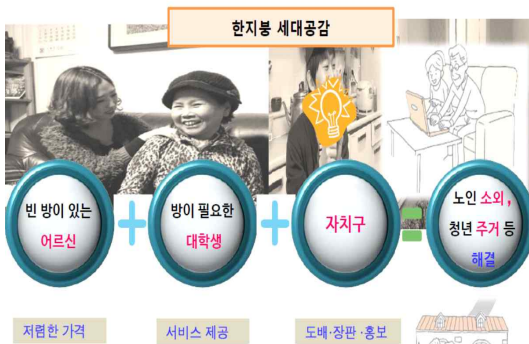 한지붕 세대공감
빈 방이 있는
어르신
방이 필요한
대학생
자치구
노인 소외 ,
청년 주거 등
해결
저렴한 가격
서비스 제공
도배·장판·홍보